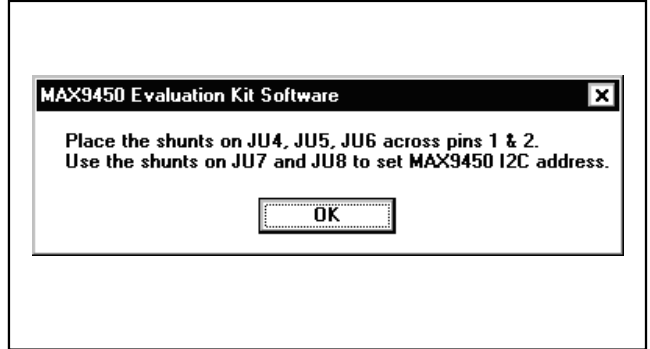 MAX9450 Evaluation Kit Software
Place the shunts on JU4, JU5, JU6 across pins 1 & 2.
Use the shunts on JU7 and JU8 to set MAX9450 I2C address.
OK